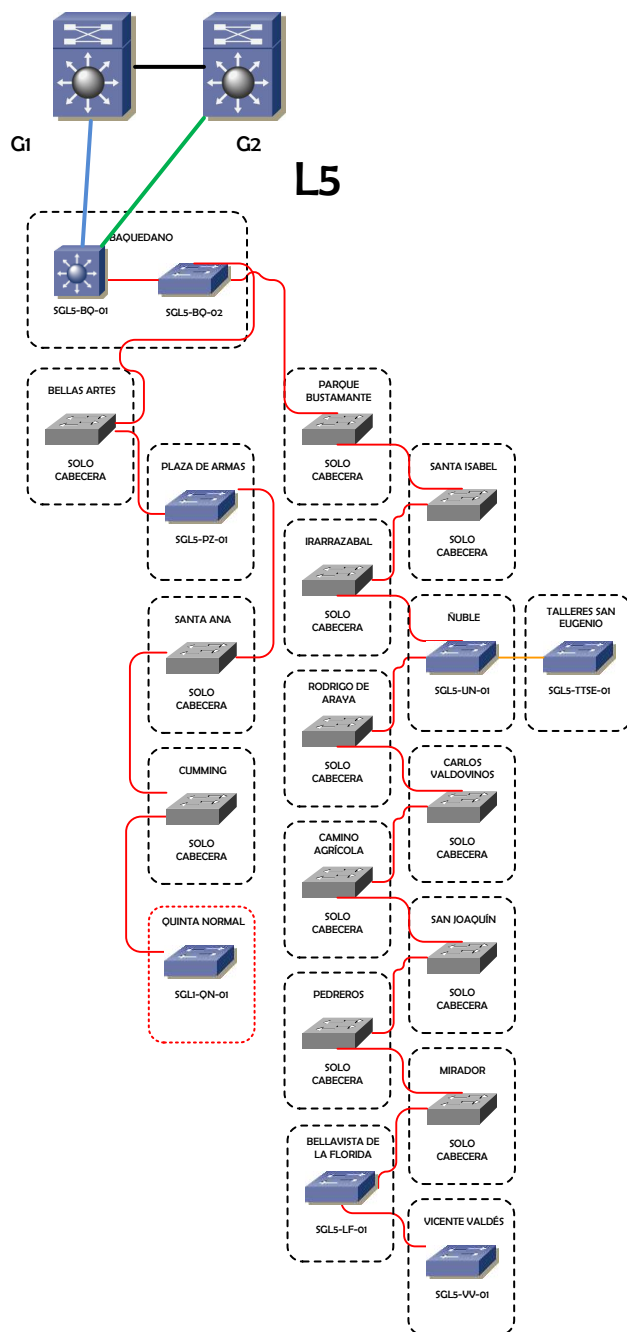 G1
G2
L5
BAQUEDANO
SGL5-BQ-01
SGL5-BQ-02
BELLAS ARTES
SOLO
CABECERA
PLAZA DE ARMAS
SGL5-PZ-01
SANTA ANA
SOLO
CABECERA
CUMMING
SOLO
CABECERA
QUINTA NORMAL
SGL1-QN-01
PARQUE
BUSTAMANTE
SOLO
CABECERA
SANTA ISABEL
SOLO
CABECERA
IRARRAZABAL
SOLO
CABECERA
ÑUBLE
SGL5-UN-01
TALLERES SAN
EUGENIO
SGL5-TTSE-01
RODRIGO DE
ARAYA
SOLO
CABECERA
CARLOS
VALDOVINOS
SOLO
CABECERA
CAMINO
AGRÍCOLA
SOLO
CABECERA
SAN JOAQUÍN
SOLO
CABECERA
PEDREROS
SOLO
CABECERA
MIRADOR
SOLO
CABECERA
BELLAVISTA DE
LA FLORIDA
SGL5-LF-01
VICENTE VALDÉS
SGL5-VV-01